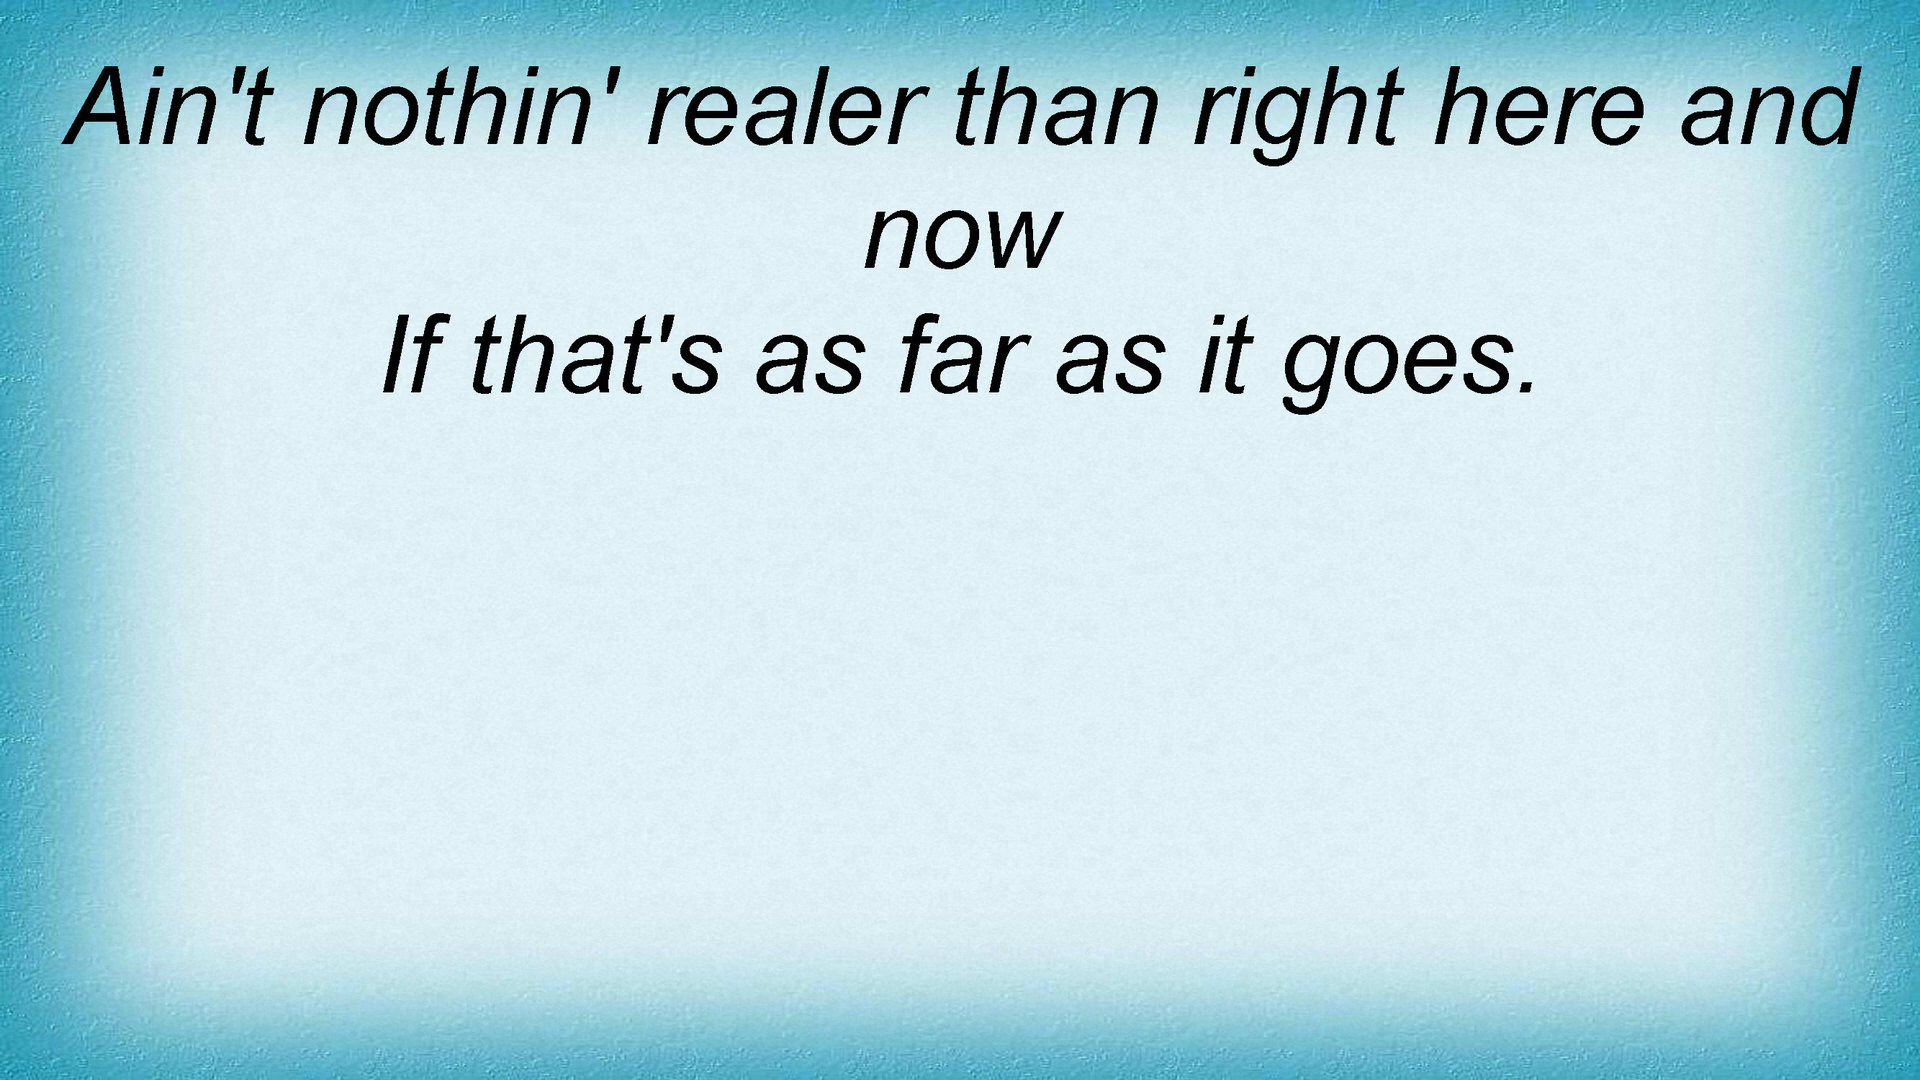 Ain't nothin' realer than right here and
now
If that's as far as it goes.